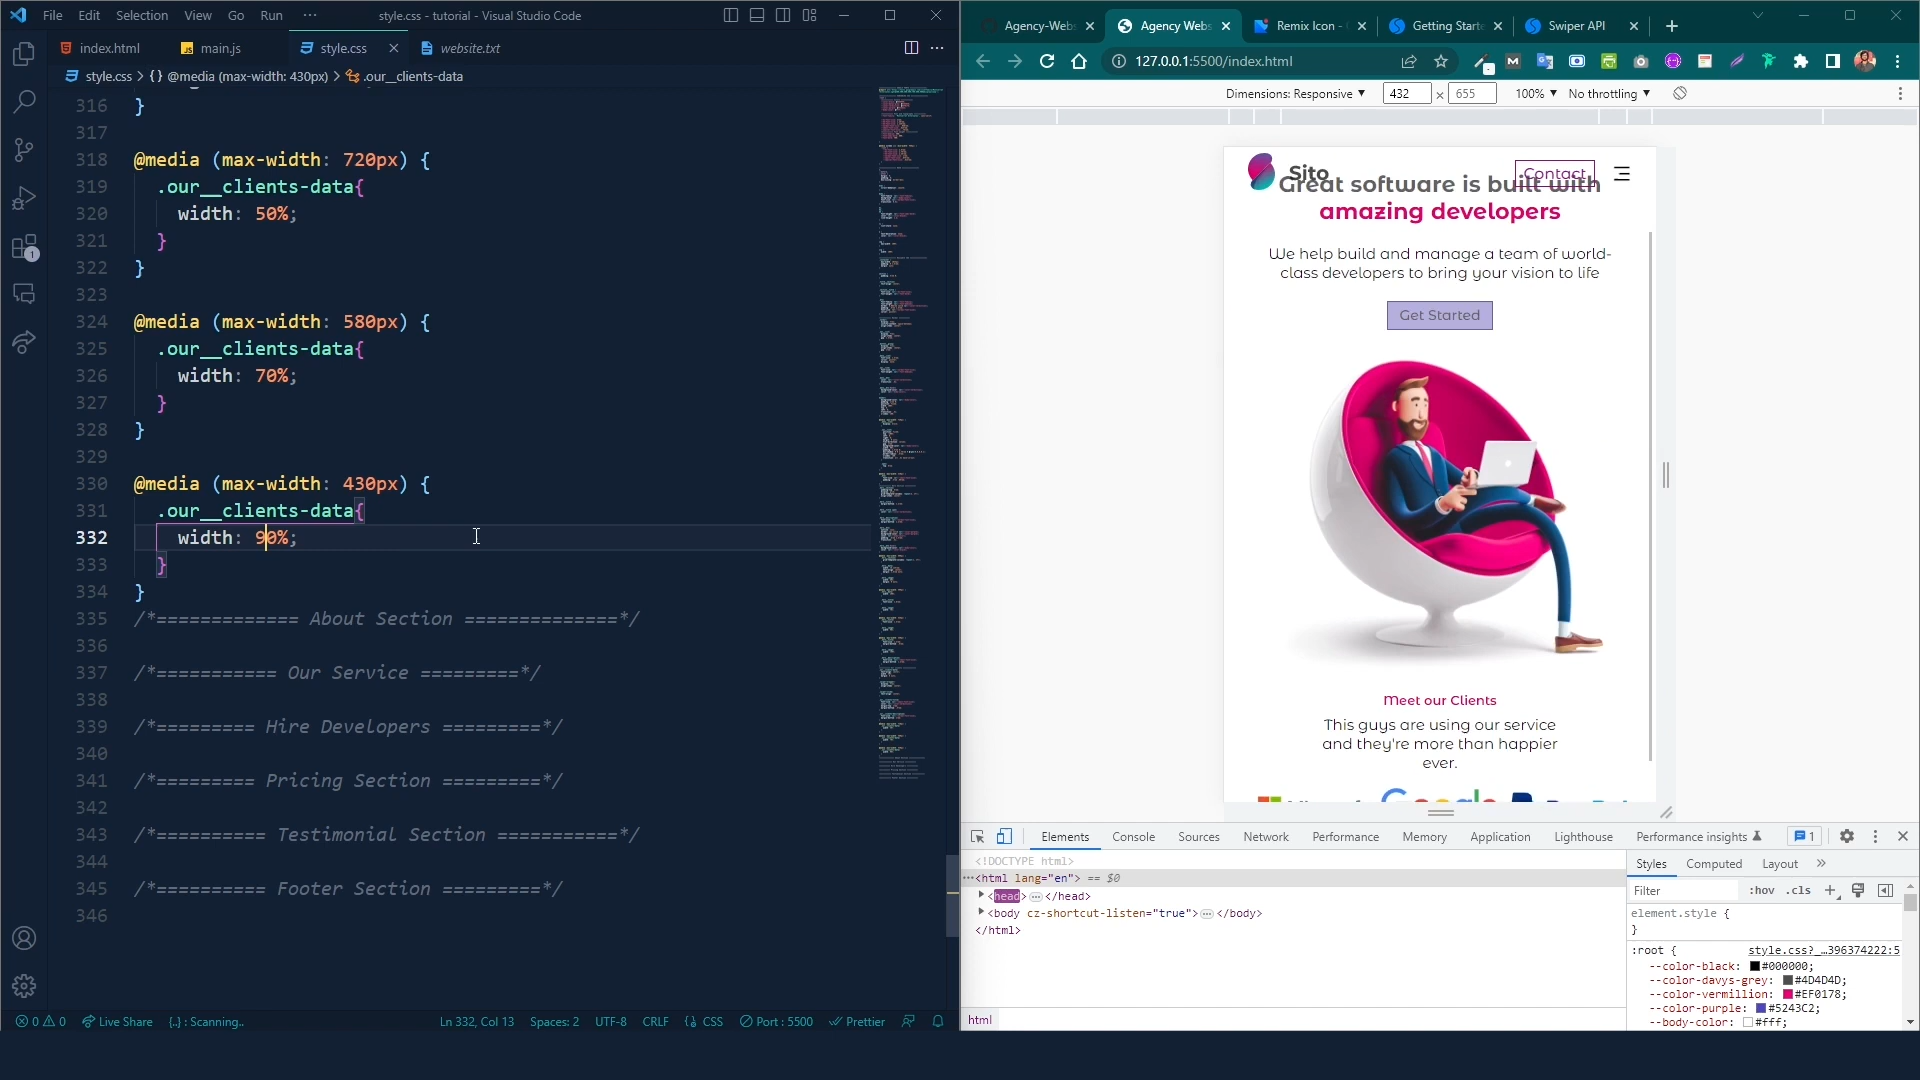 File Edit Selection View Go Run ··· style.css - tutorial - Visual Studio Code
index.html main.js style.css website.txt
style.css > {} @media (max-width: 430px) > .our__clients-data
316 }
317
318 @media (max-width: 720px) {
319 .our__clients-data{
320 width: 50%;
321 }
322 }
323
324 @media (max-width: 580px) {
325 .our__clients-data{
326 width: 70%;
327 }
328 }
329
330 @media (max-width: 430px) {
331 .our__clients-data{
332 width: 90%;
333 }
334 }
335 /*============= About Section ==============*/
336
337 /*=========== Our Service =========*/
338
339 /*========= Hire Developers =========*/
340
341 /*========= Pricing Section =========*/
342
343 /*========== Testimonial Section ===========*/
344
345 /*========== Footer Section =========*/
346
0 0 Live Share {..} : Scanning.. Ln 332, Col 13 Spaces: 2 UTF-8 CRLF CSS Port : 5500 Prettier
Agency-Webs Agency Webs Remix Icon - Getting Starte Swiper API
127.0.0.1:5500/index.html
Dimensions: Responsive 432 × 655 100% No throttling
Sito Contact
Great software is built with
amazing developers
We help build and manage a team of world-
class developers to bring your vision to life
Get Started
Meet our Clients
This guys are using our service
and they're more than happier
ever.
Elements Console Sources Network Performance Memory Application Lighthouse Performance insights 1
<!DOCTYPE html>
<html lang="en"> == $0
<head> ··· </head>
<body cz-shortcut-listen="true"> ··· </body>
</html>
html
Styles Computed Layout »
Filter :hov .cls +
element.style {
}
:root { style.css?_…396374222:5
--color-black: #000000;
--color-davys-grey: #4D4D4D;
--color-vermillion: #EF0178;
--color-purple: #5243C2;
--body-color: #fff;